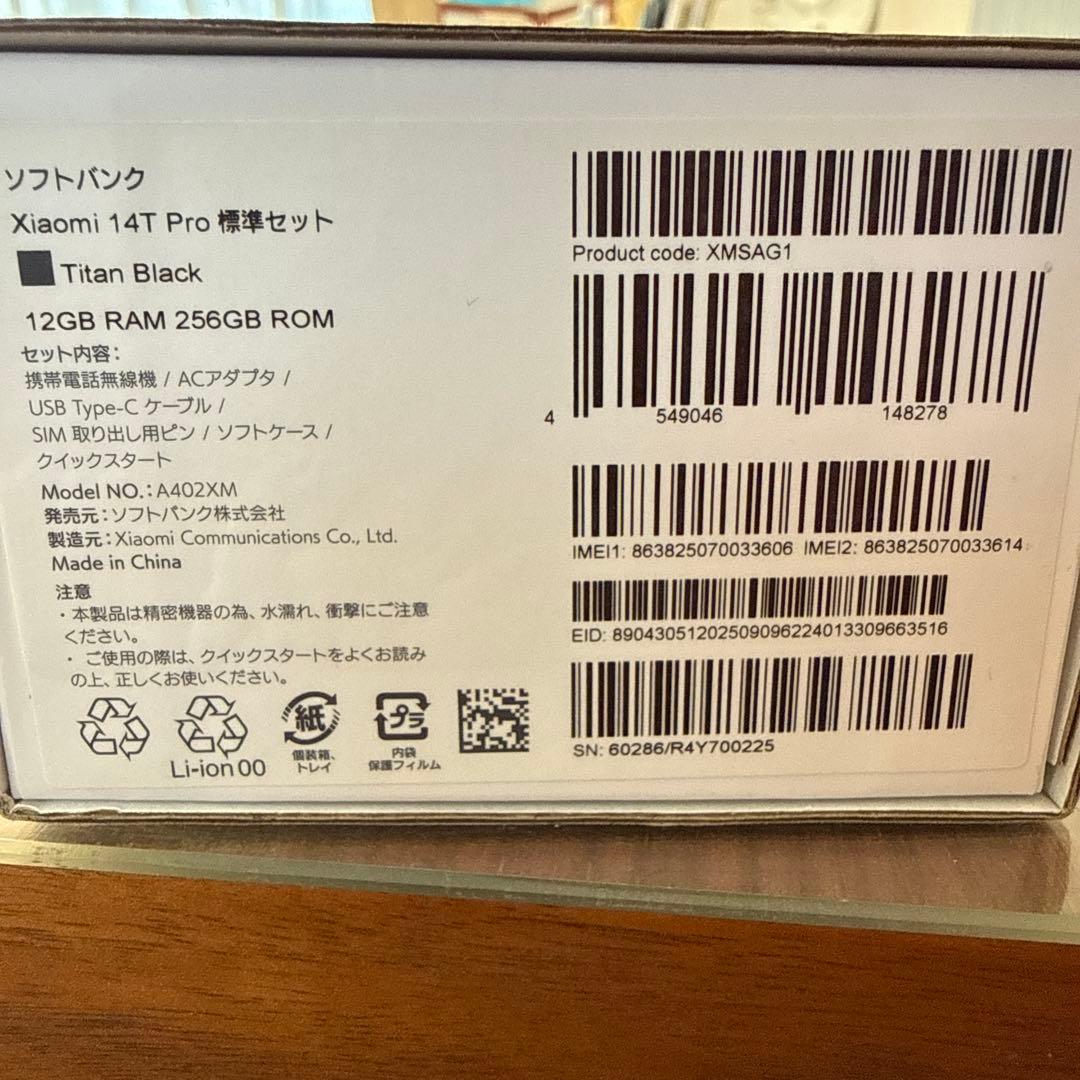 ソフトバンク
Xiaomi 14T Pro 標準セット
Titan Black
12GB RAM 256GB ROM
セット内容：
携帯電話無線機 / ACアダプタ /
USB Type-C ケーブル /
SIM 取り出し用ピン / ソフトケース /
クイックスタート
Model NO.：A402XM
発売元：ソフトバンク株式会社
製造元：Xiaomi Communications Co., Ltd.
Made in China
注意
・本製品は精密機器の為、水濡れ、衝撃にご注意
ください。
・ ご使用の際は、クイックスタートをよくお読み
の上、正しくお使いください。
Li-ion 00
紙
個装箱、
トレイ
プラ
内袋
保護フィルム
Product code: XMSAG1
4 549046 148278
IMEI1: 863825070033606 IMEI2: 863825070033614
EID: 89043051202509096224013309663516
SN: 60286/R4Y700225